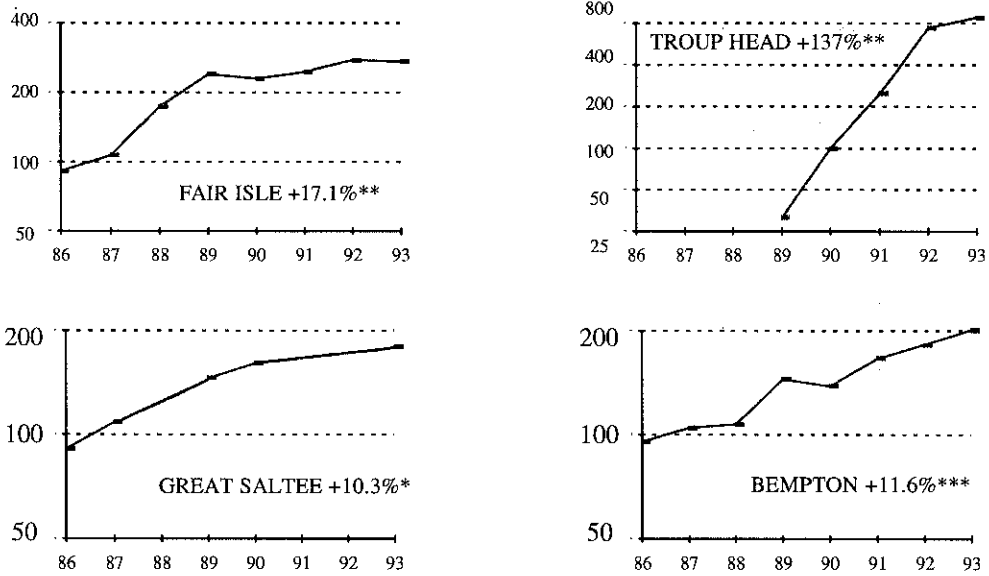 400
200
100
50
FAIR ISLE +17.1%**
86 87 88 89 90 91 92 93
800
400
200
100
50
25
TROUP HEAD +137%**
86 87 88 89 90 91 92 93
200
100
50
GREAT SALTEE +10.3%*
86 87 88 89 90 91 92 93
200
100
50
BEMPTON +11.6%***
86 87 88 89 90 91 92 93